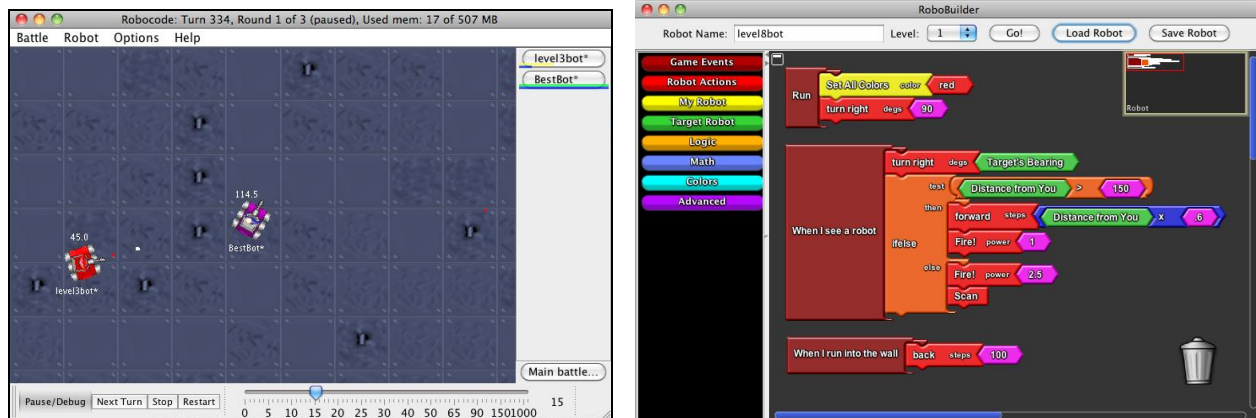 Robocode: Turn 334, Round 1 of 3 (paused), Used mem: 17 of 507 MB
Battle Robot Options Help
level3bot*
BestBot*
114.5
BestBot*
45.0
level3bot*
Main battle...
Pause/Debug Next Turn Stop Restart
0 5 10 15 20 25 30 40 50 65 90 1501000
15
RoboBuilder
Robot Name: level8bot Level: 1 Go! Load Robot Save Robot
Game Events
Robot Actions
My Robot
Target Robot
Logic
Math
Colors
Advanced
Robot
Run
Set All Colors color red
turn right degs 90
When I see a robot
turn right degs Target's Bearing
ifelse
test Distance from You > 150
then forward steps Distance from You x .6
Fire! power 1
else Fire! power 2.5
Scan
When I run into the wall back steps 100